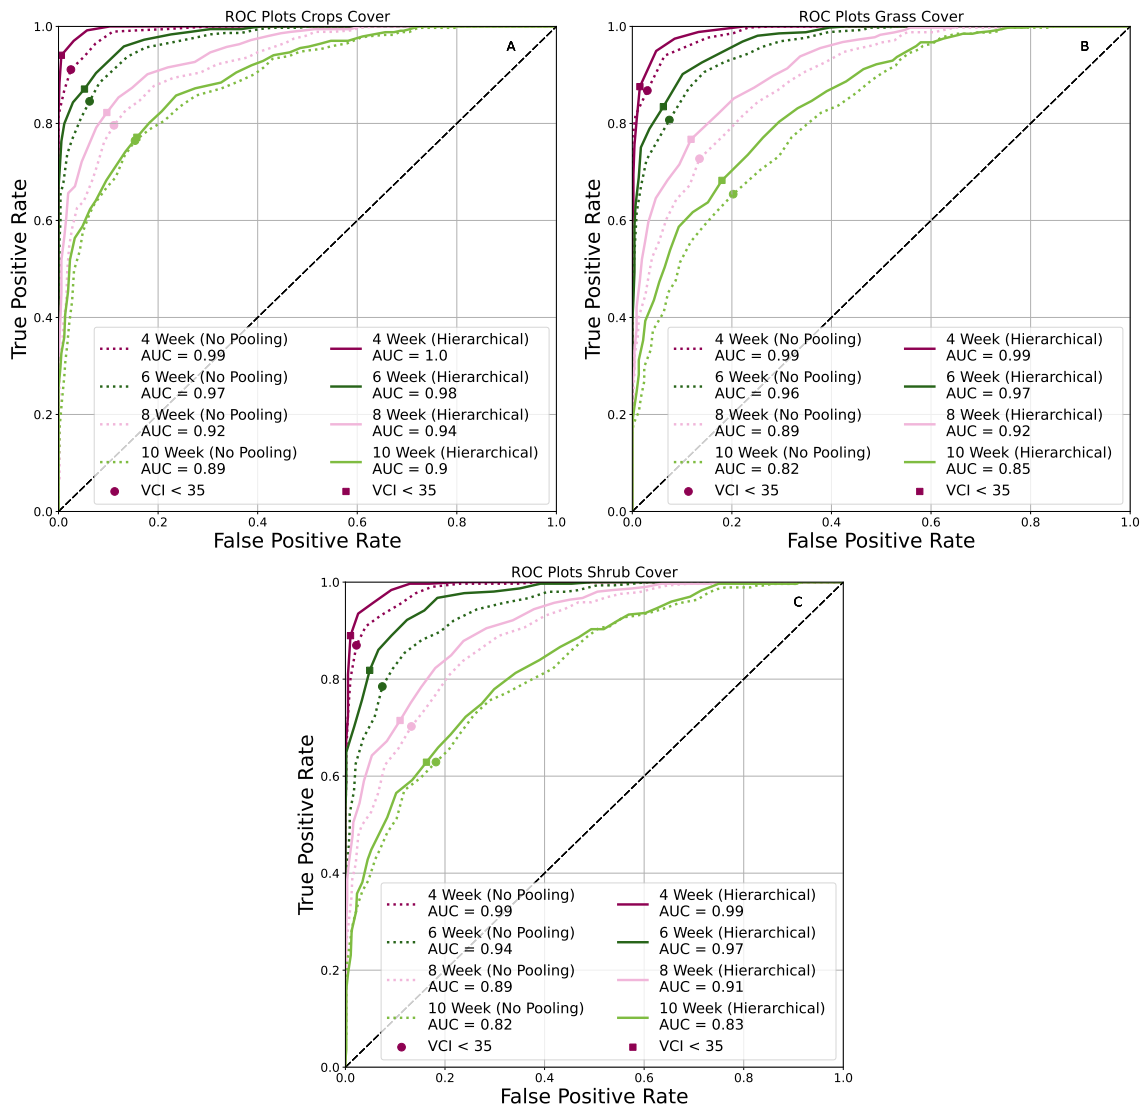 ROC Plots Crops Cover
A
True Positive Rate
1.0
0.8
0.6
0.4
0.2
0.0
4 Week (No Pooling)
AUC = 0.99
6 Week (No Pooling)
AUC = 0.97
8 Week (No Pooling)
AUC = 0.92
10 Week (No Pooling)
AUC = 0.89
VCI < 35
4 Week (Hierarchical)
AUC = 1.0
6 Week (Hierarchical)
AUC = 0.98
8 Week (Hierarchical)
AUC = 0.94
10 Week (Hierarchical)
AUC = 0.9
VCI < 35
0.0 0.2 0.4 0.6 0.8 1.0
False Positive Rate
ROC Plots Grass Cover
B
True Positive Rate
1.0
0.8
0.6
0.4
0.2
0.0
4 Week (No Pooling)
AUC = 0.99
6 Week (No Pooling)
AUC = 0.96
8 Week (No Pooling)
AUC = 0.89
10 Week (No Pooling)
AUC = 0.82
VCI < 35
4 Week (Hierarchical)
AUC = 0.99
6 Week (Hierarchical)
AUC = 0.97
8 Week (Hierarchical)
AUC = 0.92
10 Week (Hierarchical)
AUC = 0.85
VCI < 35
0.0 0.2 0.4 0.6 0.8 1.0
False Positive Rate
ROC Plots Shrub Cover
C
True Positive Rate
1.0
0.8
0.6
0.4
0.2
0.0
4 Week (No Pooling)
AUC = 0.99
6 Week (No Pooling)
AUC = 0.94
8 Week (No Pooling)
AUC = 0.89
10 Week (No Pooling)
AUC = 0.82
VCI < 35
4 Week (Hierarchical)
AUC = 0.99
6 Week (Hierarchical)
AUC = 0.97
8 Week (Hierarchical)
AUC = 0.91
10 Week (Hierarchical)
AUC = 0.83
VCI < 35
0.0 0.2 0.4 0.6 0.8 1.0
False Positive Rate